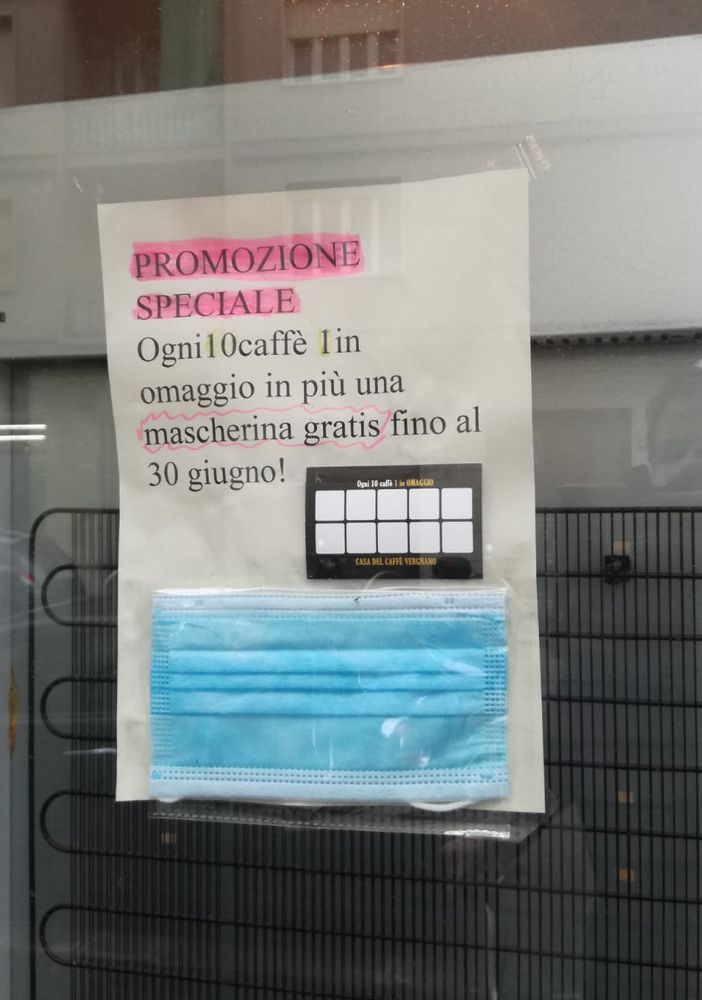 PROMOZIONE
SPECIALE
Ogni10caffè 1in
omaggio in più una
mascherina gratis fino al
30 giugno!
Ogni 10 caffè 1 in OMAGGIO
CASA DEL CAFFÈ VERGNANO